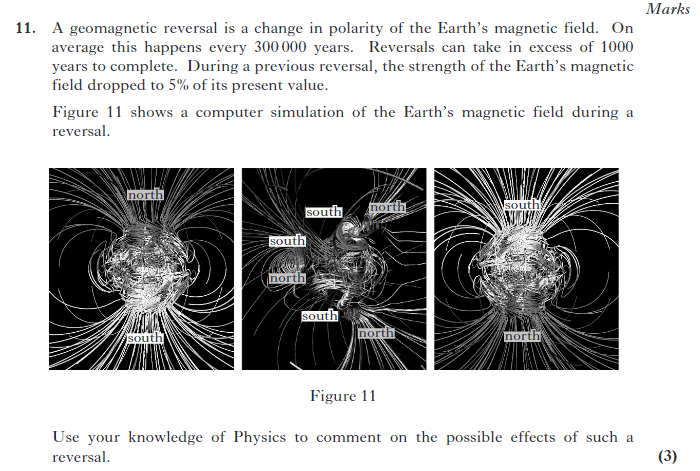 Marks
11. A geomagnetic reversal is a change in polarity of the Earth's magnetic field. On
average this happens every 300 000 years. Reversals can take in excess of 1000
years to complete. During a previous reversal, the strength of the Earth's magnetic
field dropped to 5% of its present value.
Figure 11 shows a computer simulation of the Earth's magnetic field during a
reversal.
north
south
south
north
south
north
south
north
south
north
Figure 11
Use your knowledge of Physics to comment on the possible effects of such a
reversal. (3)